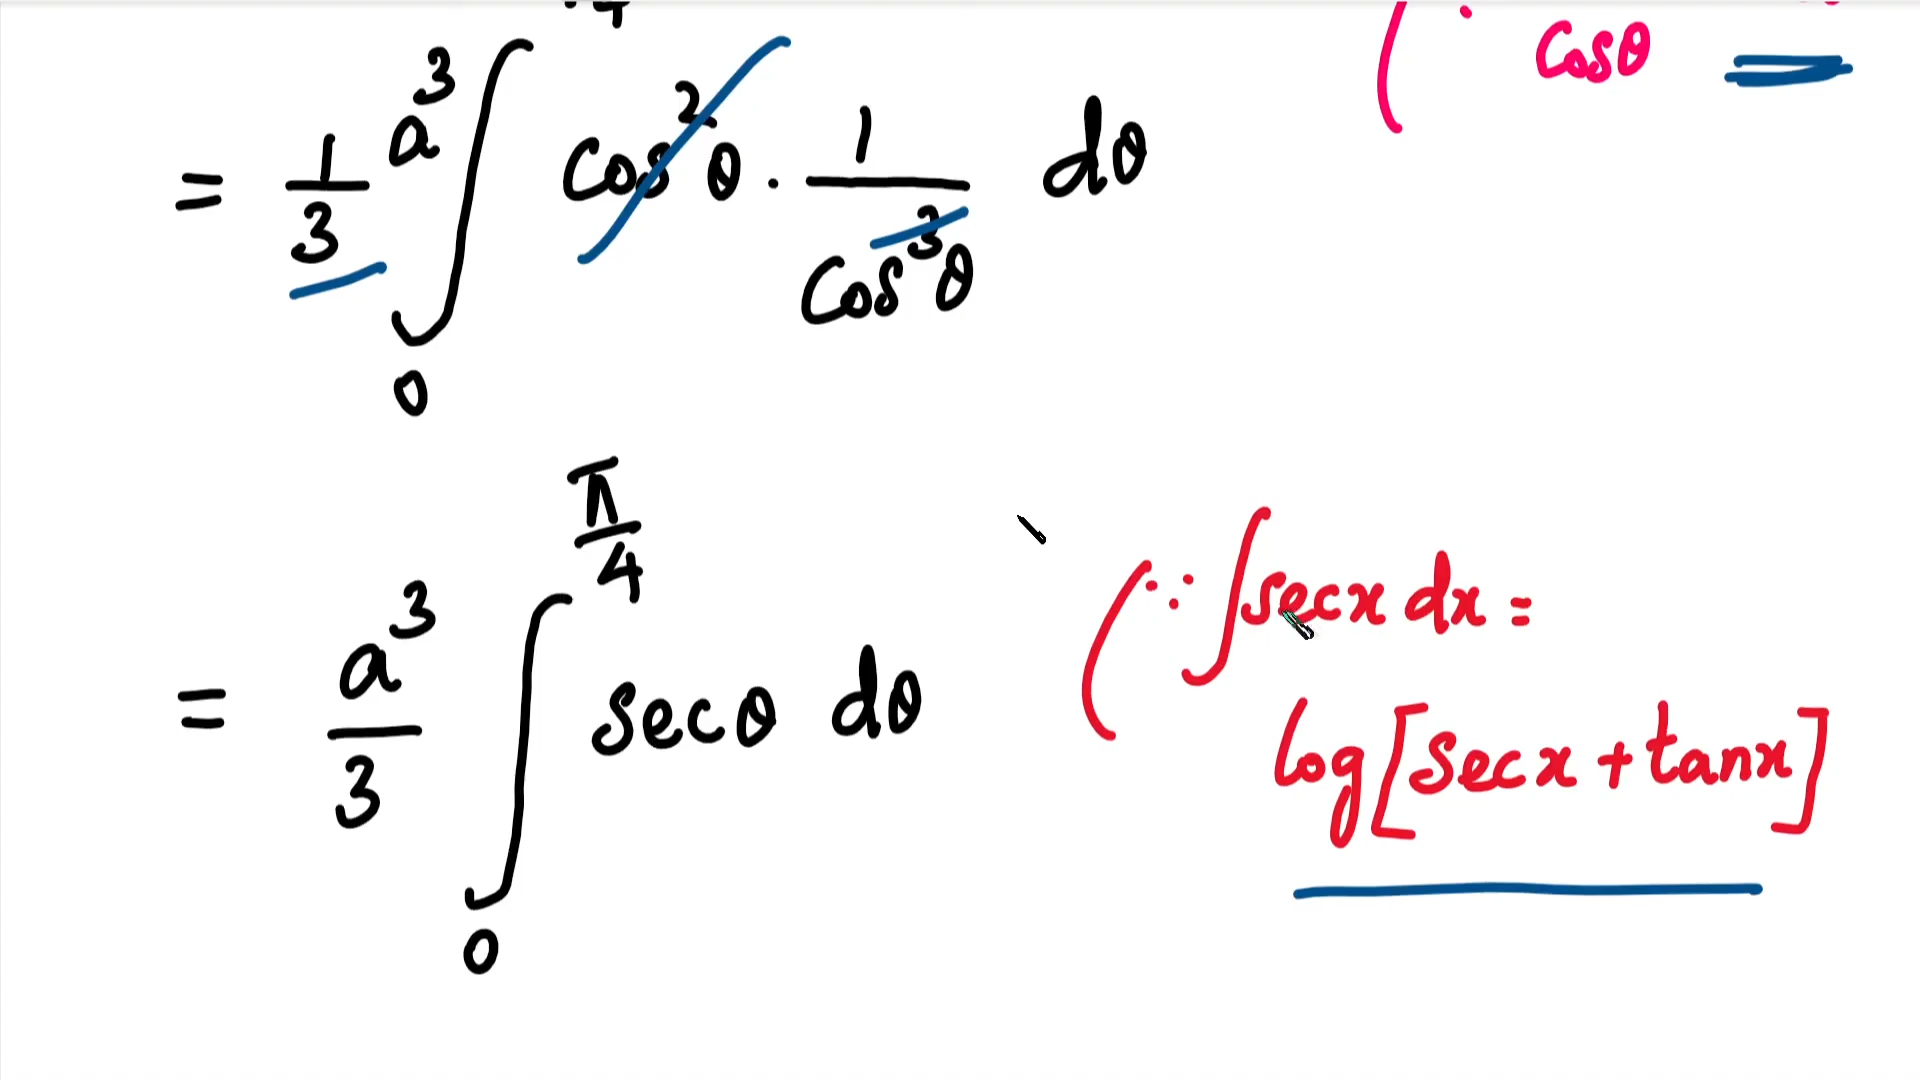 cosθ
= 1/3 a³ ∫₀ cos²θ · 1/cos³θ dθ
= a³/3 ∫₀^(π/4) secθ dθ
(∵ ∫ secx dx =
log[secx + tanx]